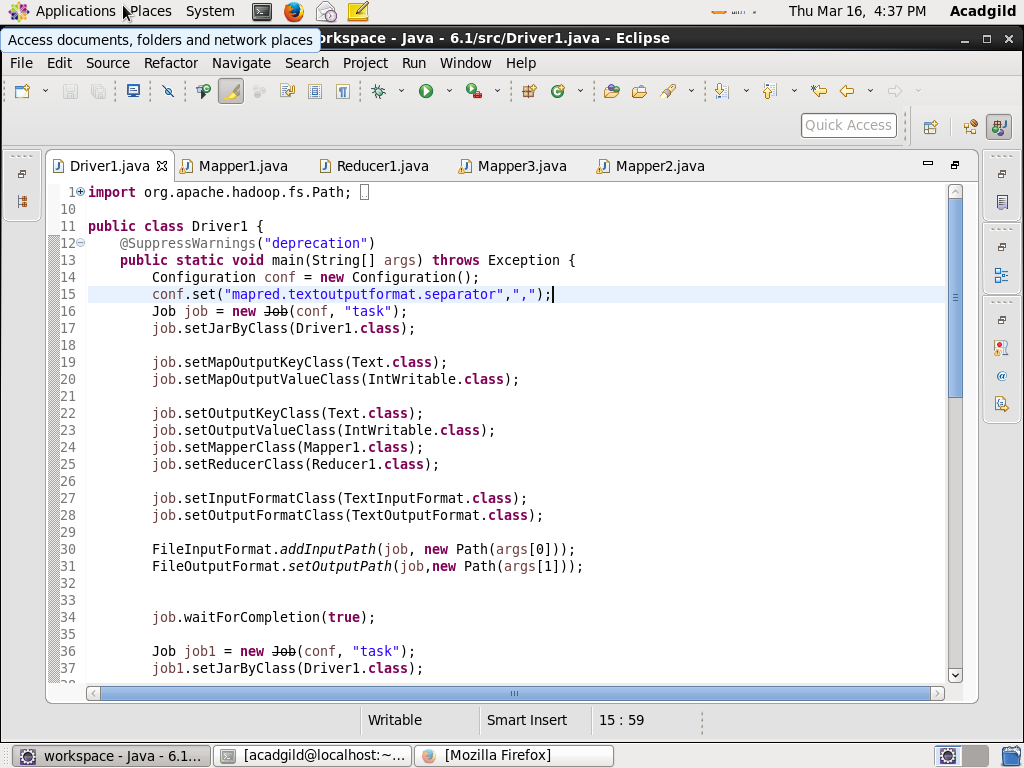 Applications Places System Thu Mar 16, 4:37 PM Acadgild
Access documents, folders and network places
orkspace - Java - 6.1/src/Driver1.java - Eclipse
File Edit Source Refactor Navigate Search Project Run Window Help
Quick Access
Driver1.java Mapper1.java Reducer1.java Mapper3.java Mapper2.java
1 import org.apache.hadoop.fs.Path;
10
11 public class Driver1 {
12 @SuppressWarnings("deprecation")
13 public static void main(String[] args) throws Exception {
14 Configuration conf = new Configuration();
15 conf.set("mapred.textoutputformat.separator",",");
16 Job job = new Job(conf, "task");
17 job.setJarByClass(Driver1.class);
18
19 job.setMapOutputKeyClass(Text.class);
20 job.setMapOutputValueClass(IntWritable.class);
21
22 job.setOutputKeyClass(Text.class);
23 job.setOutputValueClass(IntWritable.class);
24 job.setMapperClass(Mapper1.class);
25 job.setReducerClass(Reducer1.class);
26
27 job.setInputFormatClass(TextInputFormat.class);
28 job.setOutputFormatClass(TextOutputFormat.class);
29
30 FileInputFormat.addInputPath(job, new Path(args[0]));
31 FileOutputFormat.setOutputPath(job,new Path(args[1]));
32
33
34 job.waitForCompletion(true);
35
36 Job job1 = new Job(conf, "task");
37 job1.setJarByClass(Driver1.class);
Writable Smart Insert 15 : 59
workspace - Java - 6.1... [acadgild@localhost:~... [Mozilla Firefox]